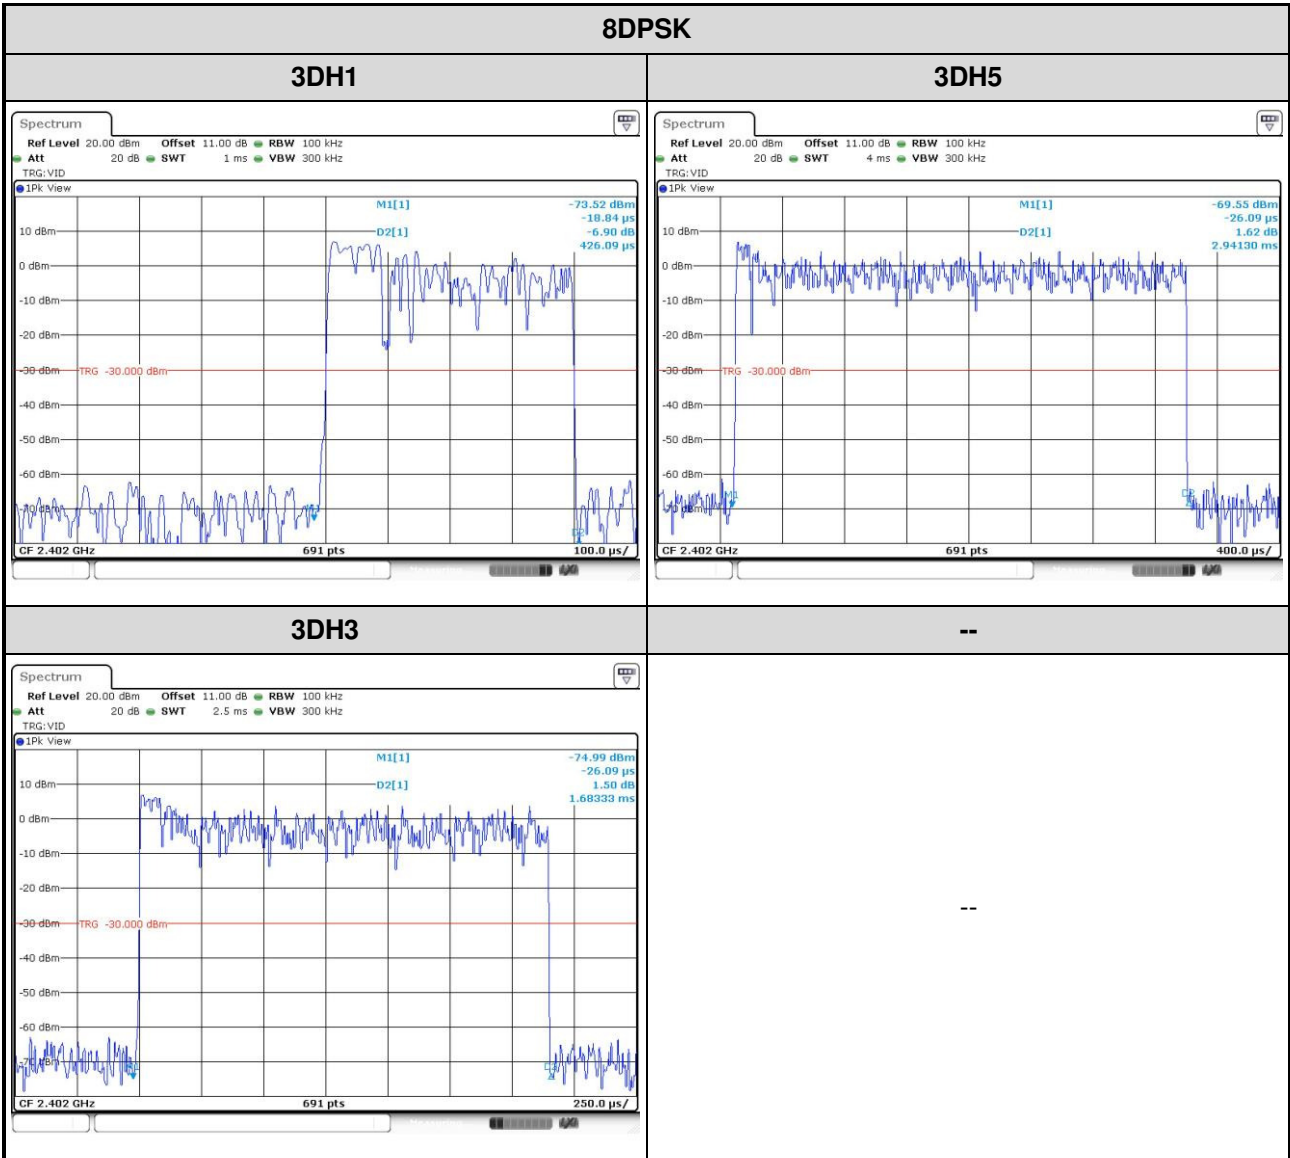 8DPSK
3DH1
3DH5
Spectrum
Ref Level 20.00 dBm Offset 11.00 dB RBW 100 kHz
Att 20 dB SWT 1 ms VBW 300 kHz
TRG:VID
1Pk View
M1[1] -73.52 dBm
-18.84 µs
D2[1] -6.90 dB
426.09 µs
10 dBm
0 dBm
-10 dBm
-20 dBm
-30 dBm TRG -30.000 dBm
-40 dBm
-50 dBm
-60 dBm
-70 dBm
D2
CF 2.402 GHz 691 pts 100.0 µs/
Spectrum
Ref Level 20.00 dBm Offset 11.00 dB RBW 100 kHz
Att 20 dB SWT 4 ms VBW 300 kHz
TRG:VID
1Pk View
M1[1] -69.55 dBm
-26.09 µs
D2[1] 1.62 dB
2.94130 ms
10 dBm
0 dBm
-10 dBm
-20 dBm
-30 dBm TRG -30.000 dBm
-40 dBm
-50 dBm
-60 dBm
M1
-70 dBm
CF 2.402 GHz 691 pts 400.0 µs/
3DH3
--
Spectrum
Ref Level 20.00 dBm Offset 11.00 dB RBW 100 kHz
Att 20 dB SWT 2.5 ms VBW 300 kHz
TRG:VID
1Pk View
M1[1] -74.99 dBm
-26.09 µs
D2[1] 1.50 dB
1.68333 ms
10 dBm
0 dBm
-10 dBm
-20 dBm
-30 dBm TRG -30.000 dBm
-40 dBm
-50 dBm
-60 dBm
-70 dBm
CF 2.402 GHz 691 pts 250.0 µs/
--